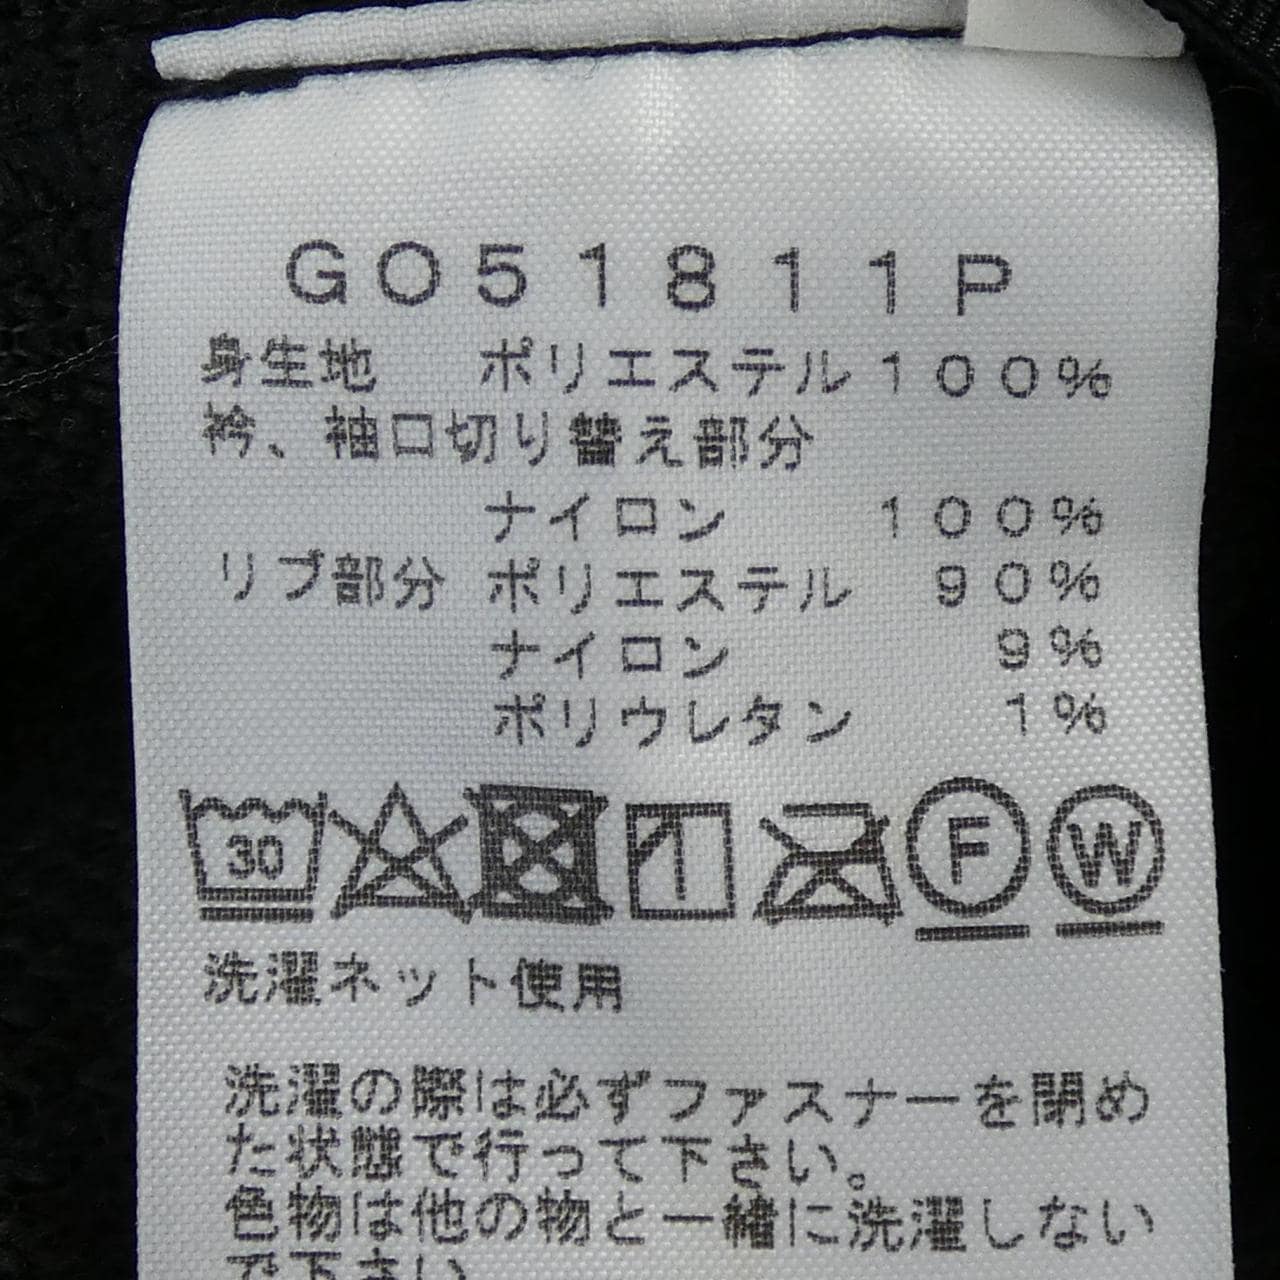 GO51811P
身生地 ポリエステル100%
衿、袖口切り替え部分
ナイロン 100%
リブ部分 ポリエステル 90%
ナイロン 9%
ポリウレタン 1%
30 F W
洗濯ネット使用
洗濯の際は必ずファスナーを閉め
た状態で行って下さい。
色物は他の物と一緒に洗濯しない
で下さい